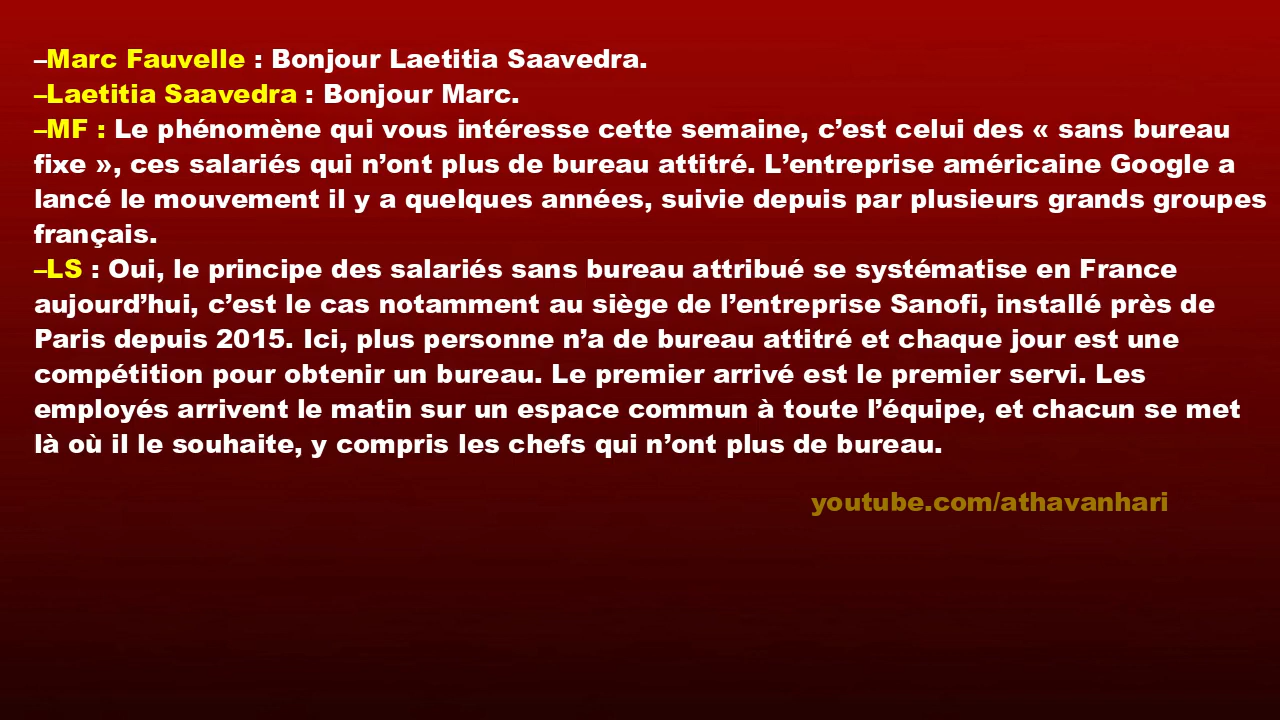 –Marc Fauvelle : Bonjour Laetitia Saavedra.
–Laetitia Saavedra : Bonjour Marc.
–MF : Le phénomène qui vous intéresse cette semaine, c’est celui des « sans bureau
fixe », ces salariés qui n’ont plus de bureau attitré. L’entreprise américaine Google a
lancé le mouvement il y a quelques années, suivie depuis par plusieurs grands groupes
français.
–LS : Oui, le principe des salariés sans bureau attribué se systématise en France
aujourd’hui, c’est le cas notamment au siège de l’entreprise Sanofi, installé près de
Paris depuis 2015. Ici, plus personne n’a de bureau attitré et chaque jour est une
compétition pour obtenir un bureau. Le premier arrivé est le premier servi. Les
employés arrivent le matin sur un espace commun à toute l’équipe, et chacun se met
là où il le souhaite, y compris les chefs qui n’ont plus de bureau.
youtube.com/athavanhari